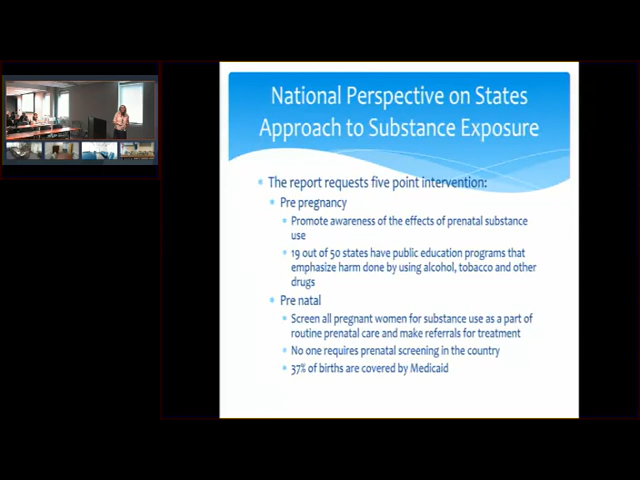 National Perspective on States
Approach to Substance Exposure
The report requests five point intervention:
Pre pregnancy
Promote awareness of the effects of prenatal substance
use
19 out of 50 states have public education programs that
emphasize harm done by using alcohol, tobacco and other
drugs
Pre natal
Screen all pregnant women for substance use as a part of
routine prenatal care and make referrals for treatment
No one requires prenatal screening in the country
37% of births are covered by Medicaid